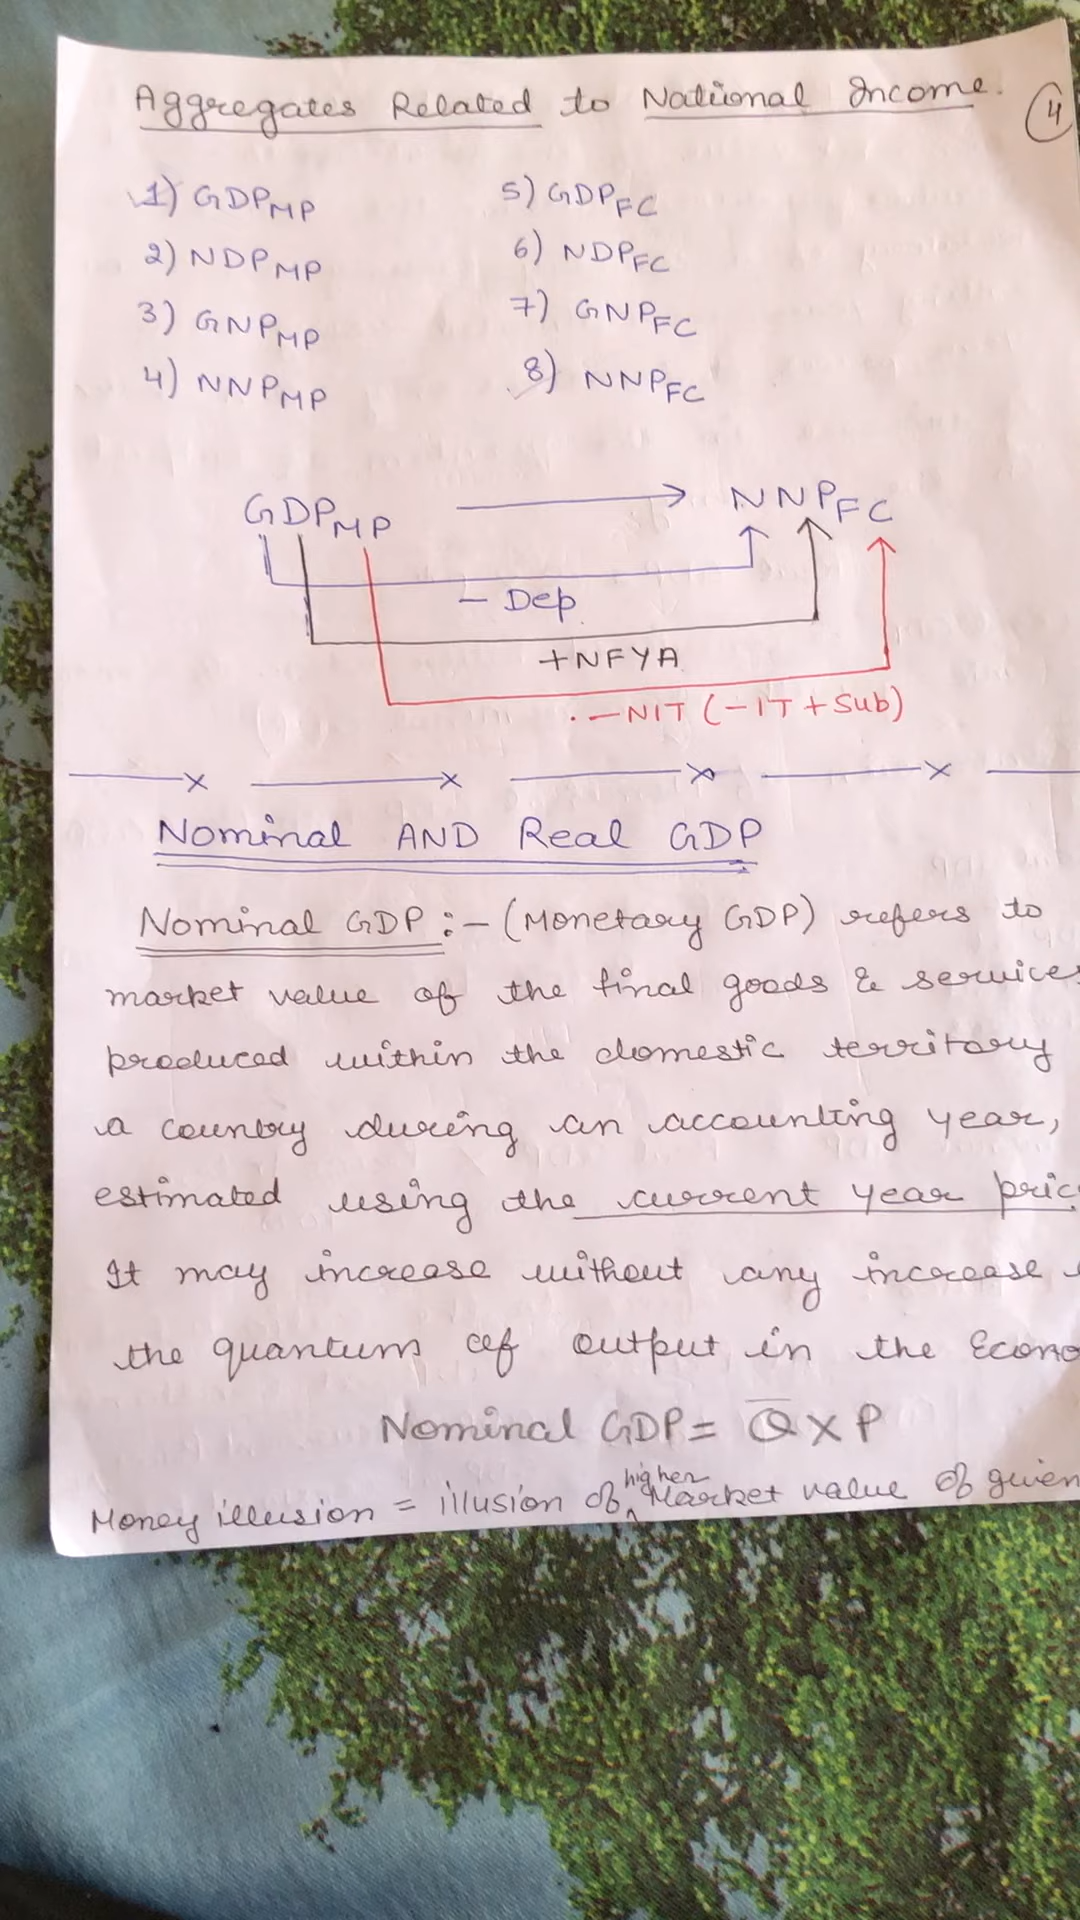 Aggregates Related to National Income.
4
1) GDPMP
2) NDPMP
3) GNPMP
4) NNPMP
5) GDPFC
6) NDPFC
7) GNPFC
8) NNPFC
GDPMP → NNPFC
- Dep.
+NFYA
- NIT (-IT + Sub)
Nominal AND Real GDP
Nominal GDP :- (Monetary GDP) refers to
market value of the final goods & services
produced within the domestic territory
a country during an accounting year,
estimated using the current year pric
It may increase without any increase
the quantum of output in the Econo
Nominal GDP = Q̅ X P
Money illusion = illusion of higher Market value of given